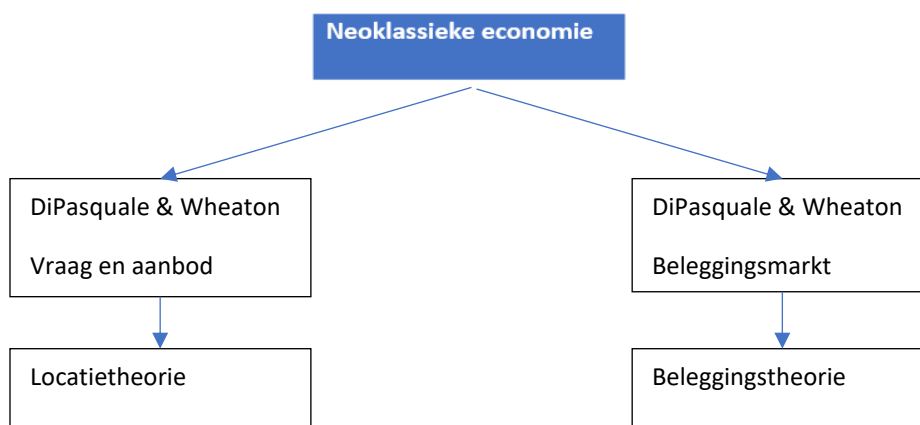 Neoklassieke economie
DiPasquale & Wheaton
Vraag en aanbod
DiPasquale & Wheaton
Beleggingsmarkt
Locatietheorie
Beleggingstheorie